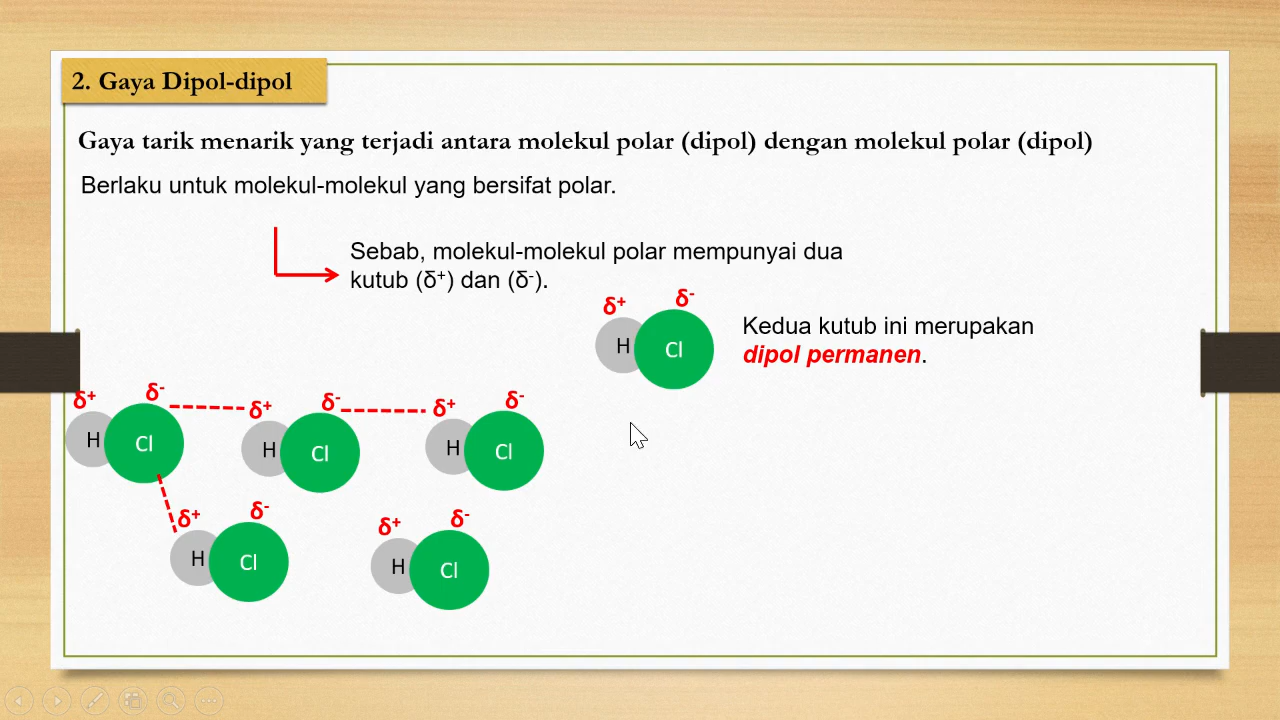 2. Gaya Dipol-dipol
Gaya tarik menarik yang terjadi antara molekul polar (dipol) dengan molekul polar (dipol)
Berlaku untuk molekul-molekul yang bersifat polar.
Sebab, molekul-molekul polar mempunyai dua
kutub (δ⁺) dan (δ⁻).
δ⁺ δ⁻
H Cl
Kedua kutub ini merupakan
dipol permanen.
δ⁺ δ⁻ δ⁺ δ⁻ δ⁺ δ⁻
H Cl H Cl H Cl
δ⁺ δ⁻ δ⁺ δ⁻
H Cl H Cl